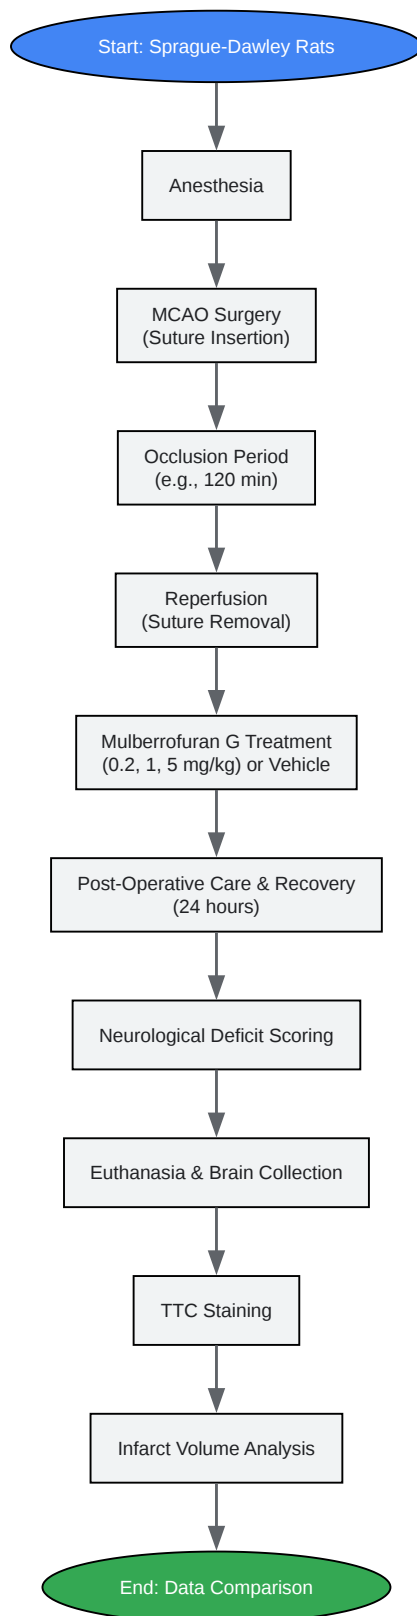 Start: Sprague-Dawley Rats
Anesthesia
MCAO Surgery
(Suture Insertion)
Occlusion Period
(e.g., 120 min)
Reperfusion
(Suture Removal)
Mulberrofuran G Treatment
(0.2, 1, 5 mg/kg) or Vehicle
Post-Operative Care & Recovery
(24 hours)
Neurological Deficit Scoring
Euthanasia & Brain Collection
TTC Staining
Infarct Volume Analysis
End: Data Comparison